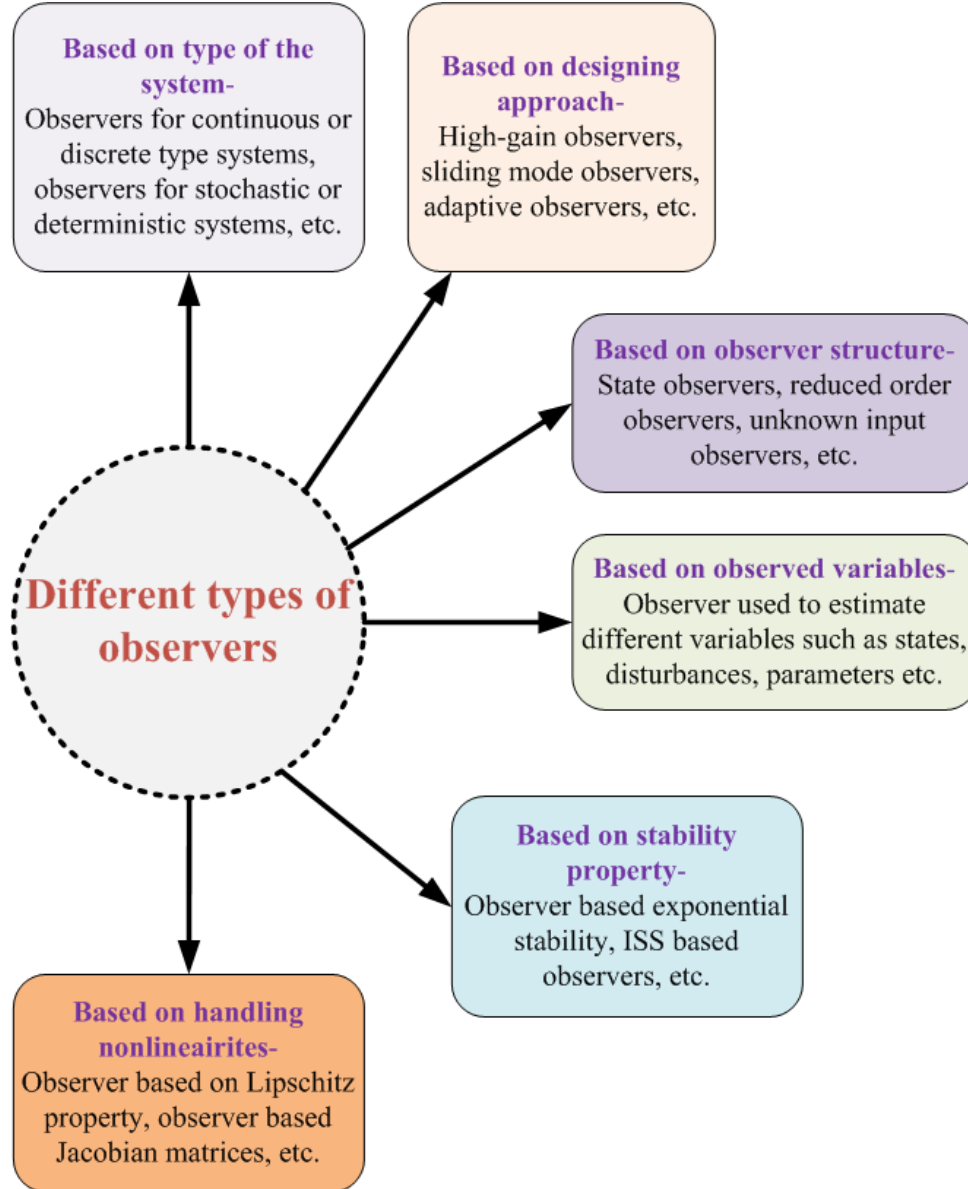 Based on type of the
system-
Observers for continuous or
discrete type systems,
observers for stochastic or
deterministic systems, etc.
Based on designing
approach-
High-gain observers,
sliding mode observers,
adaptive observers, etc.
Based on observer structure-
State observers, reduced order
observers, unknown input
observers, etc.
Different types of
observers
Based on observed variables-
Observer used to estimate
different variables such as states,
disturbances, parameters etc.
Based on stability
property-
Observer based exponential
stability, ISS based
observers, etc.
Based on handling
nonlineairites-
Observer based on Lipschitz
property, observer based
Jacobian matrices, etc.